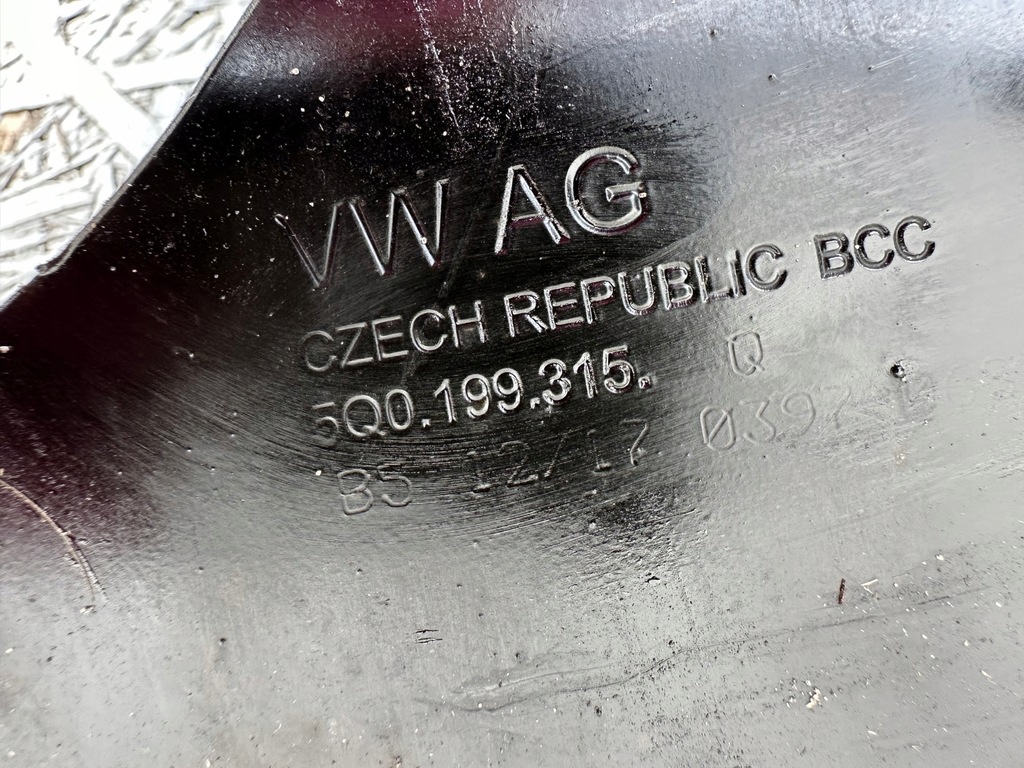 VW AG
CZECH REPUBLIC BCC
5Q0.199.315. Q
B5 12/17 0397